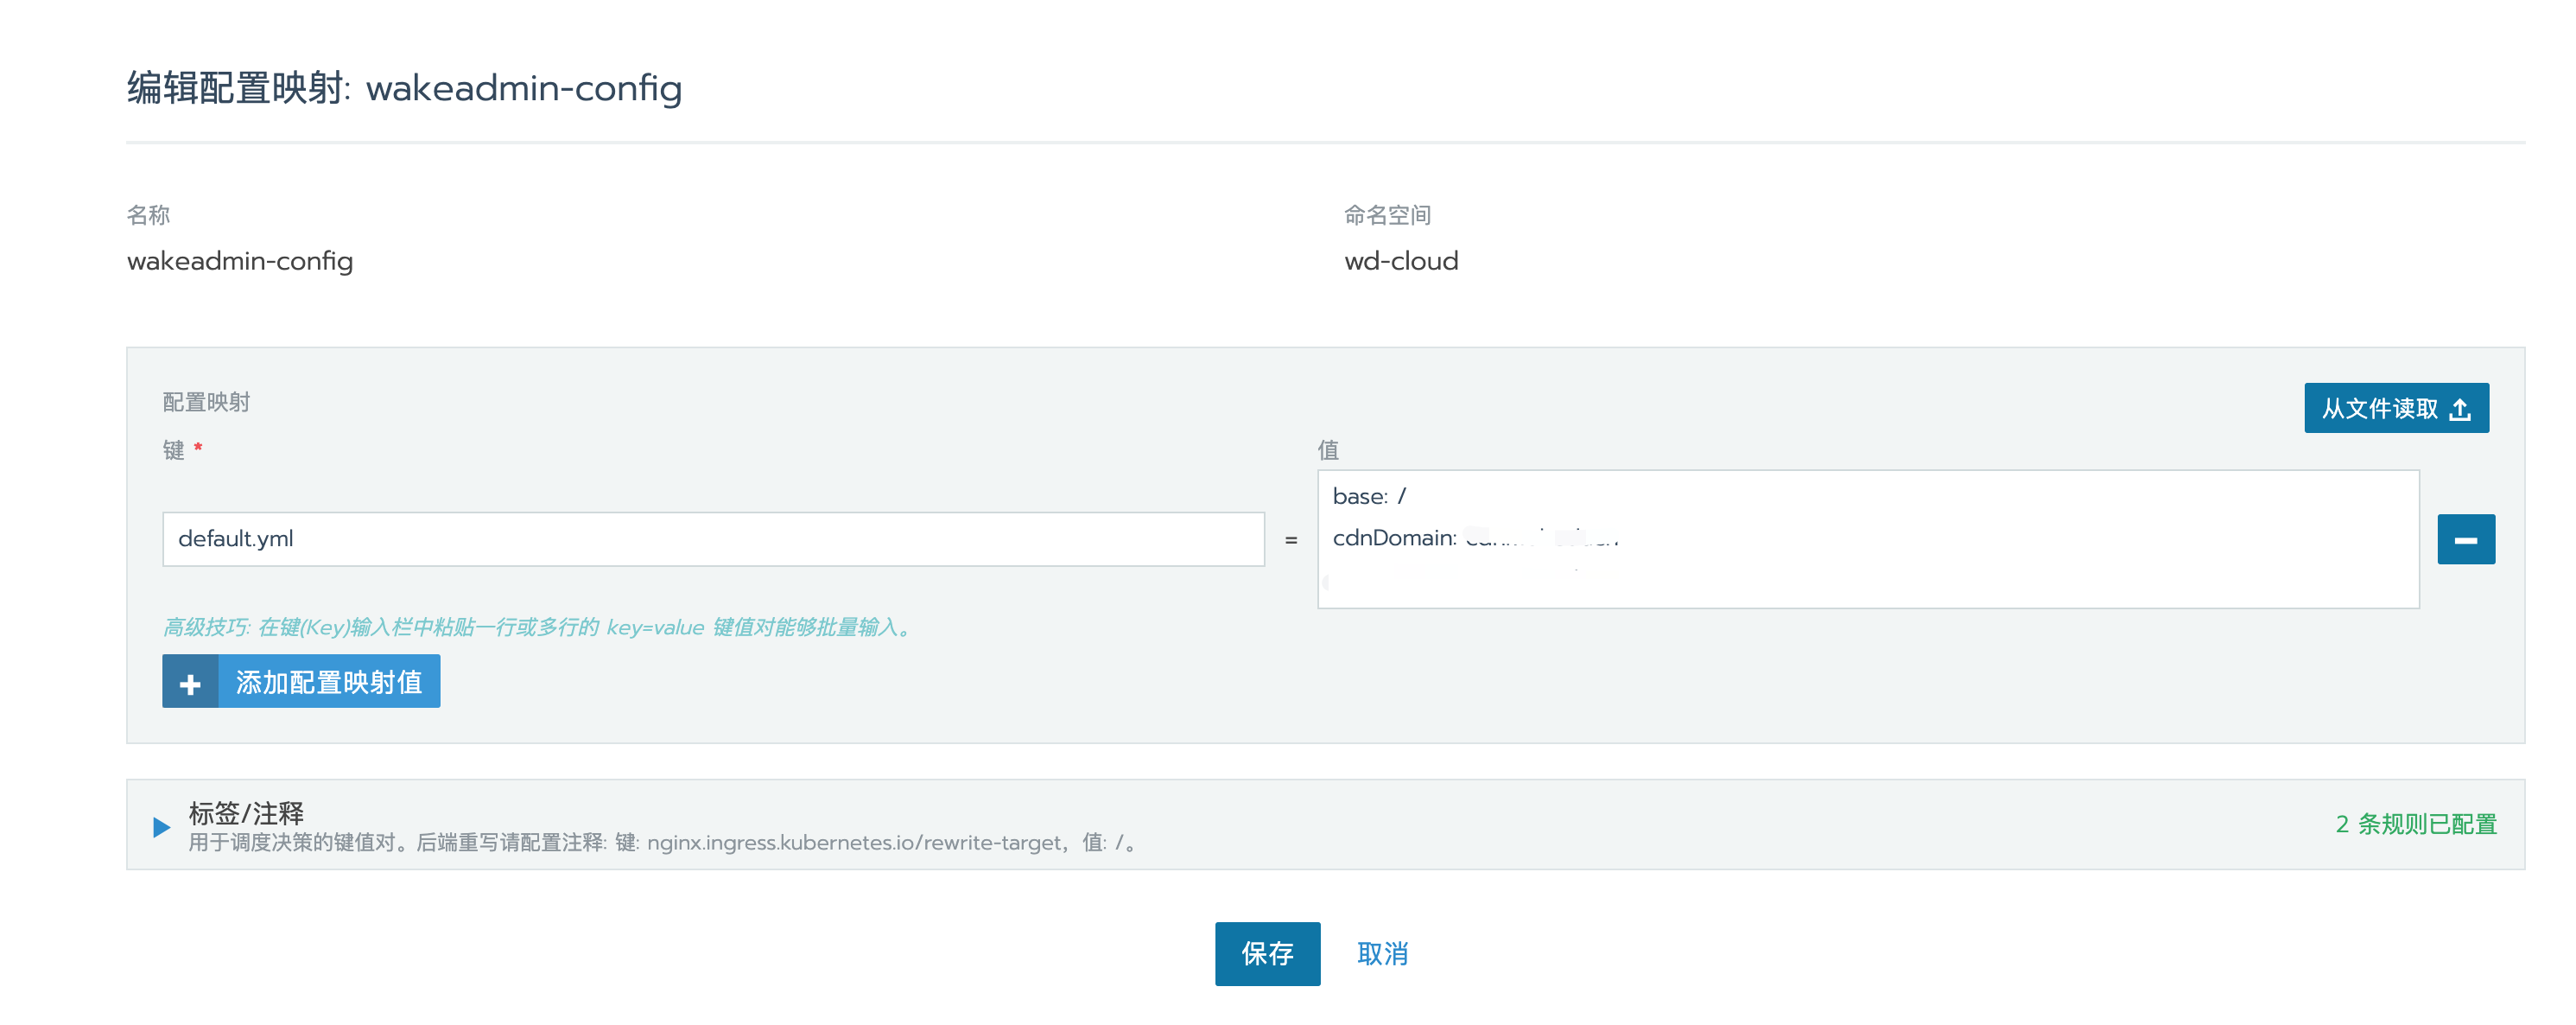 编辑配置映射: wakeadmin-config
名称
wakeadmin-config
命名空间
wd-cloud
配置映射
从文件读取
键 *
值
default.yml
=
base: /
cdnDomain:
高级技巧: 在键(Key)输入栏中粘贴一行或多行的 key=value 键值对能够批量输入。
添加配置映射值
标签/注释
用于调度决策的键值对。后端重写请配置注释: 键: nginx.ingress.kubernetes.io/rewrite-target，值: /。
2 条规则已配置
保存
取消